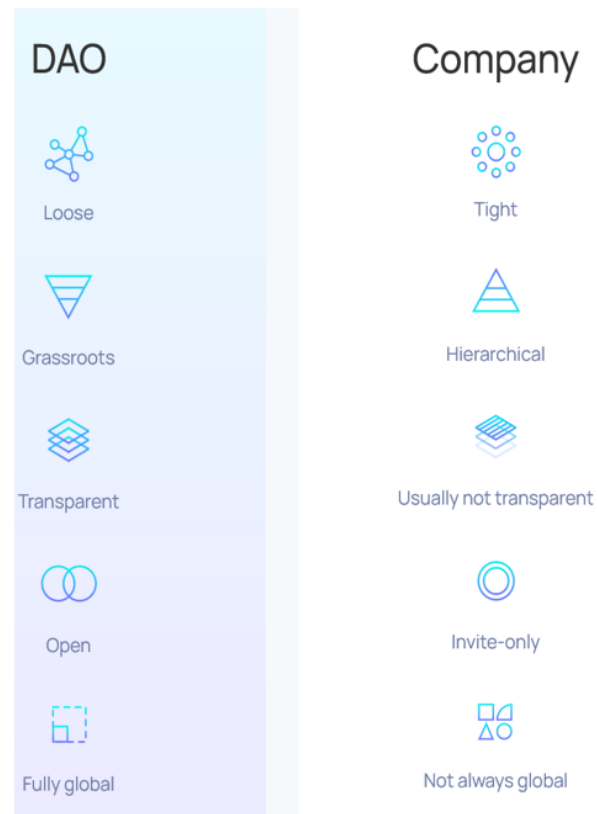 DAO
Company
Loose
Tight
Grassroots
Hierarchical
Transparent
Usually not transparent
Open
Invite-only
Fully global
Not always global